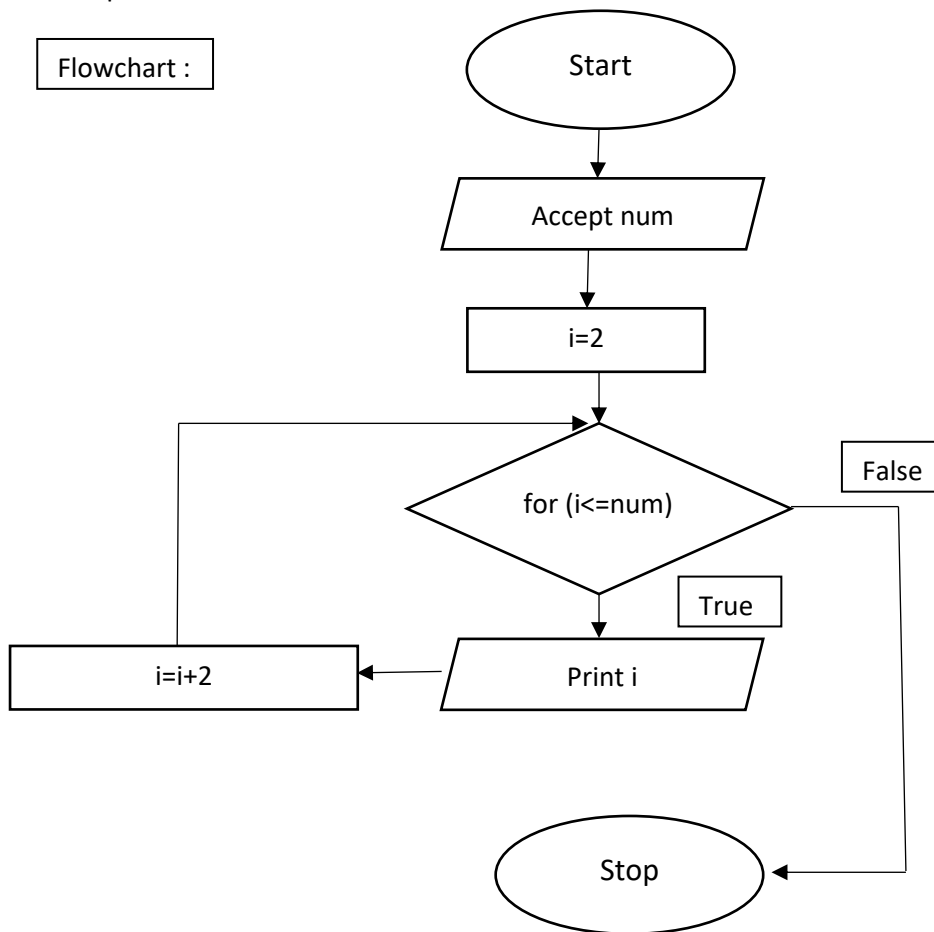 Flowchart :
Start
Accept num
i=2
for (i<=num)
False
True
i=i+2
Print i
Stop